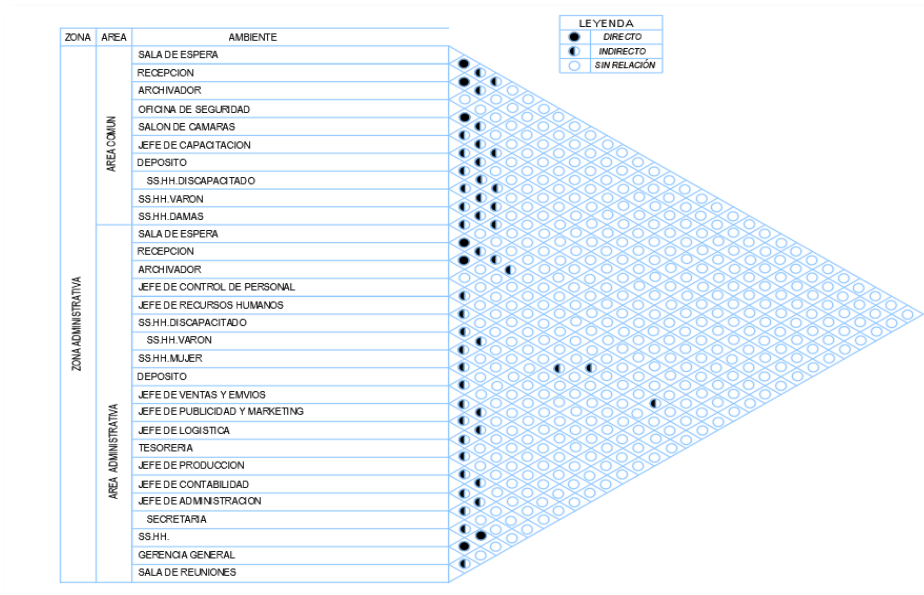 LEYENDA
DIRECTO
INDIRECTO
SIN RELACIÓN
ZONA AREA AMBIENTE
ZONA ADMINISTRATIVA
AREA COMUN
SALA DE ESPERA
RECEPCION
ARCHIVADOR
OFICINA DE SEGURIDAD
SALON DE CAMARAS
JEFE DE CAPACITACION
DEPOSITO
SS.HH.DISCAPACITADO
SS.HH.VARON
SS.HH.DAMAS
AREA ADMINISTRATIVA
SALA DE ESPERA
RECEPCION
ARCHIVADOR
JEFE DE CONTROL DE PERSONAL
JEFE DE RECURSOS HUMANOS
SS.HH.DISCAPACITADO
SS.HH.VARON
SS.HH.MUJER
DEPOSITO
JEFE DE VENTAS Y EMVIOS
JEFE DE PUBLICIDAD Y MARKETING
JEFE DE LOGISTICA
TESORERIA
JEFE DE PRODUCCION
JEFE DE CONTABILIDAD
JEFE DE ADMINISTRACION
SECRETARIA
SS.HH.
GERENCIA GENERAL
SALA DE REUNIONES